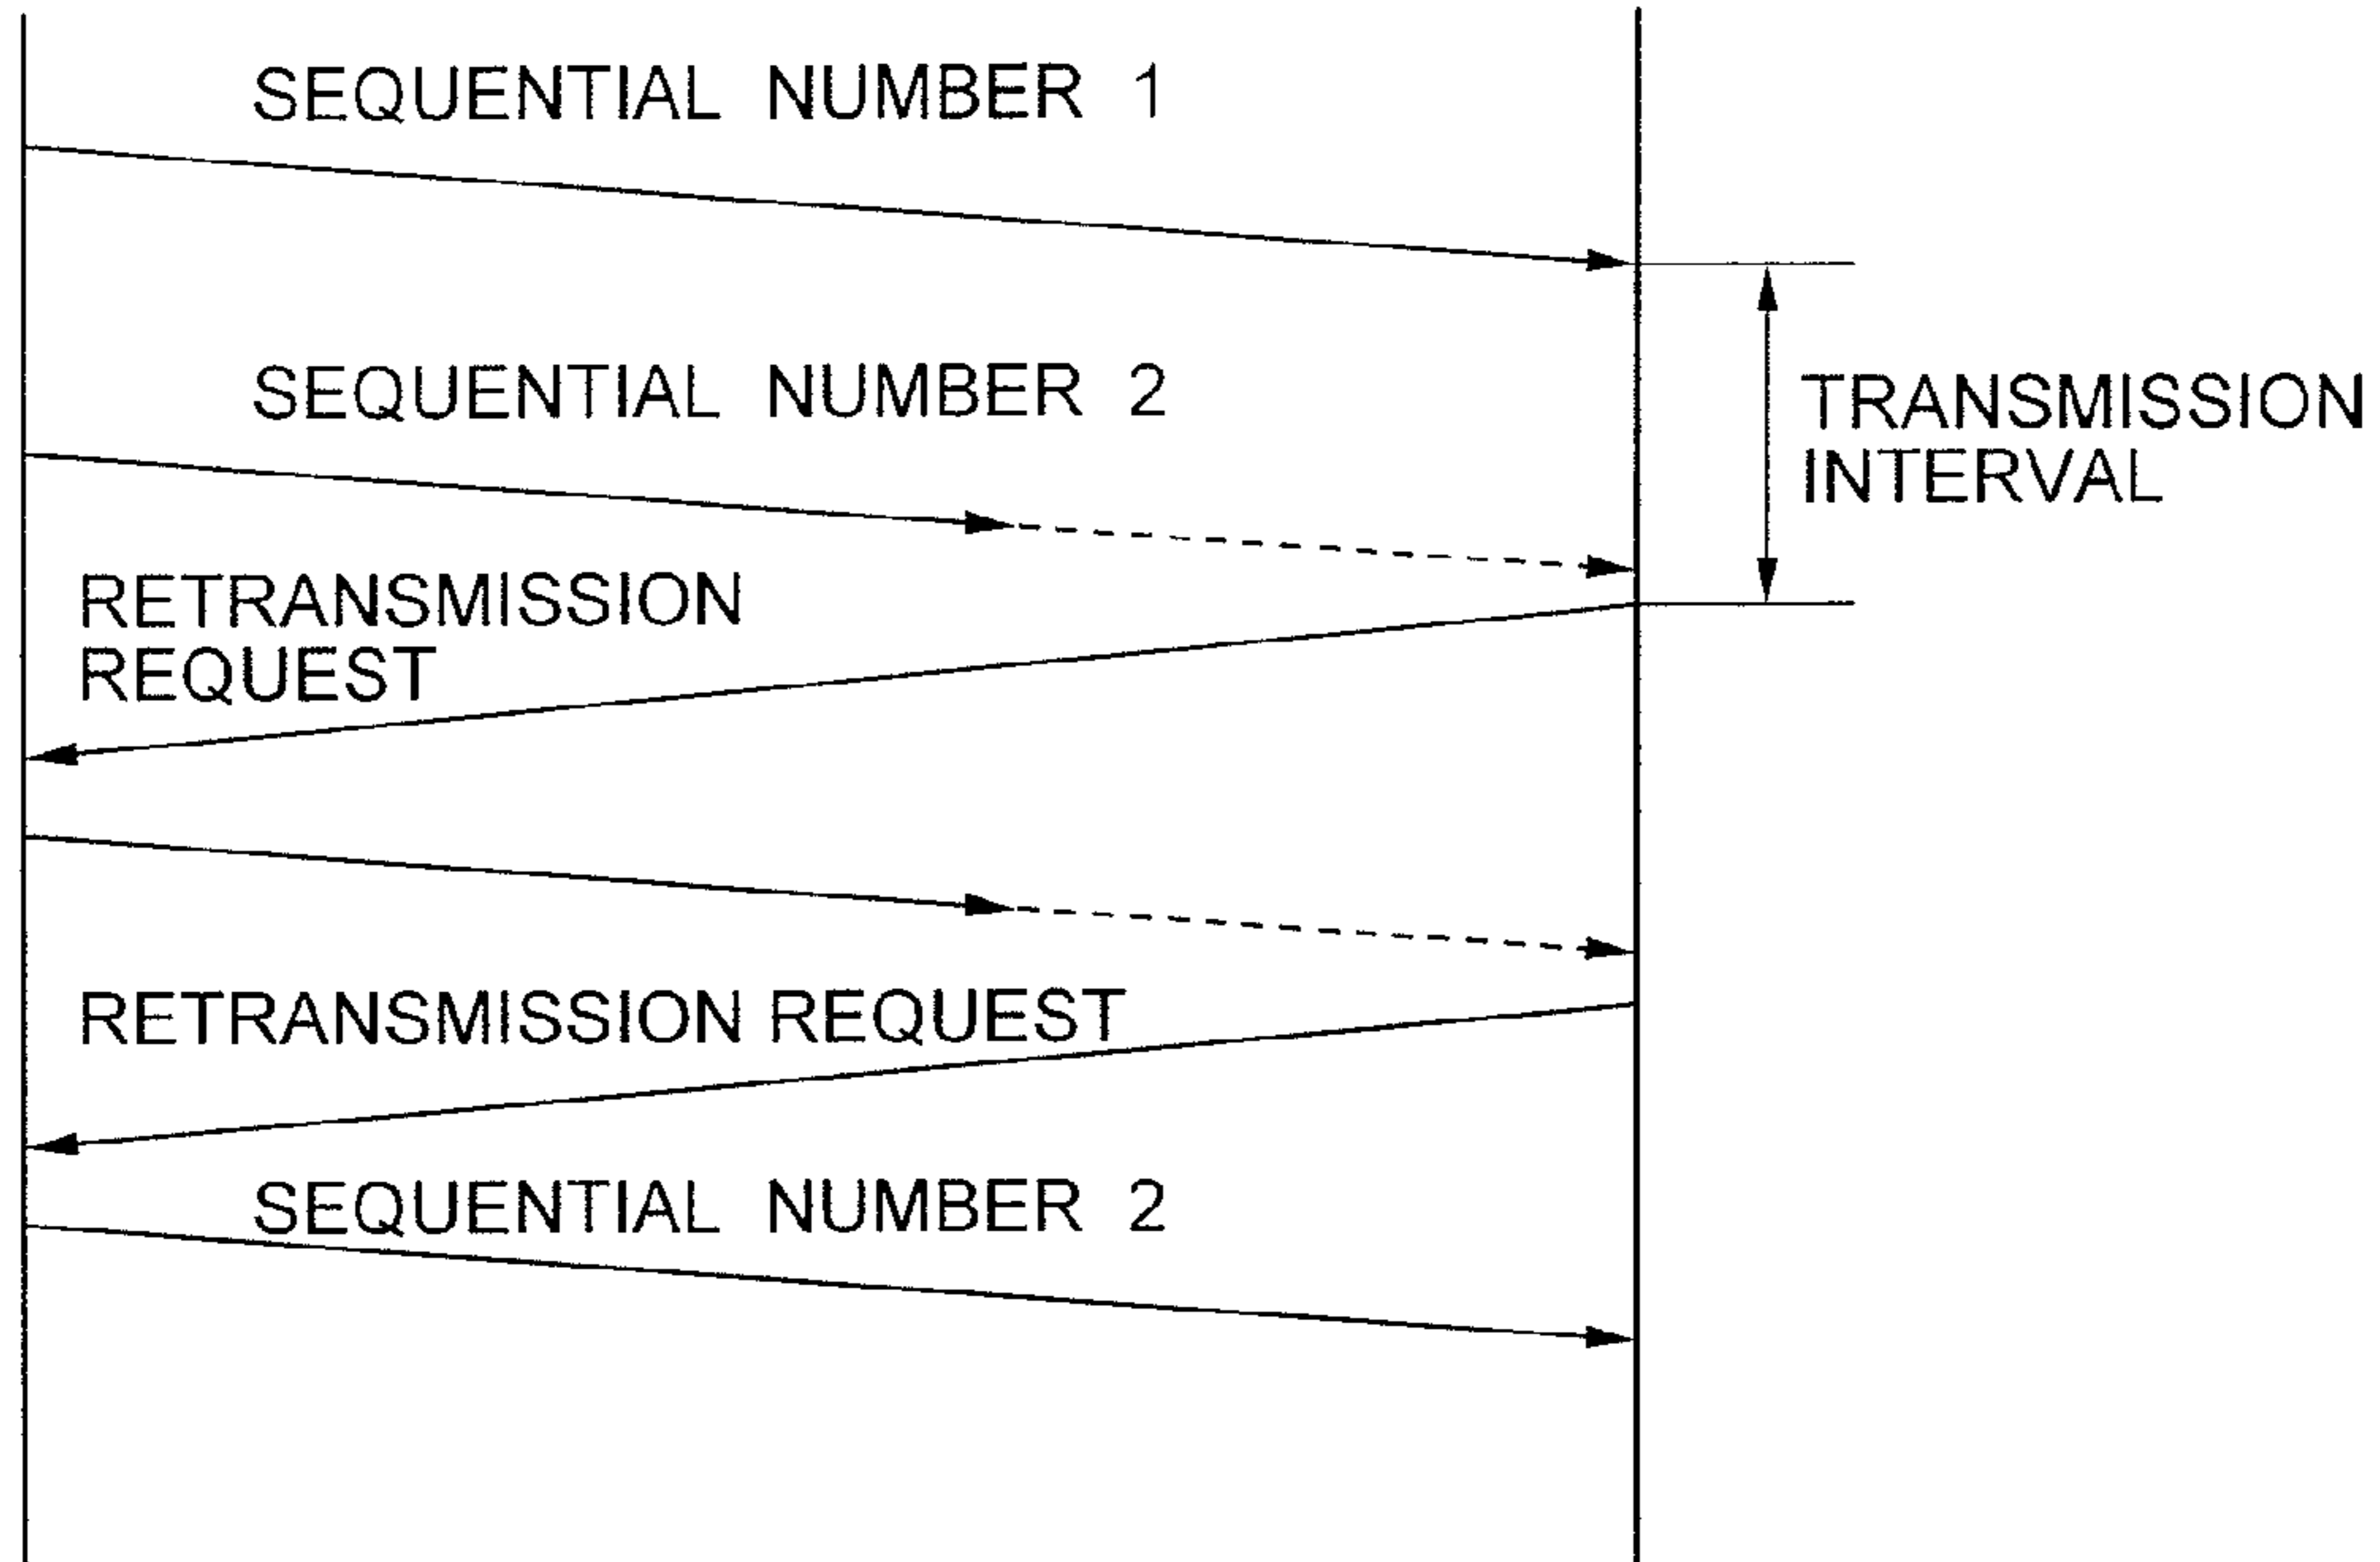 SEQUENTIAL NUMBER 1
SEQUENTIAL NUMBER 2
TRANSMISSION
INTERVAL
RETRANSMISSION
REQUEST
RETRANSMISSION REQUEST
SEQUENTIAL NUMBER 2